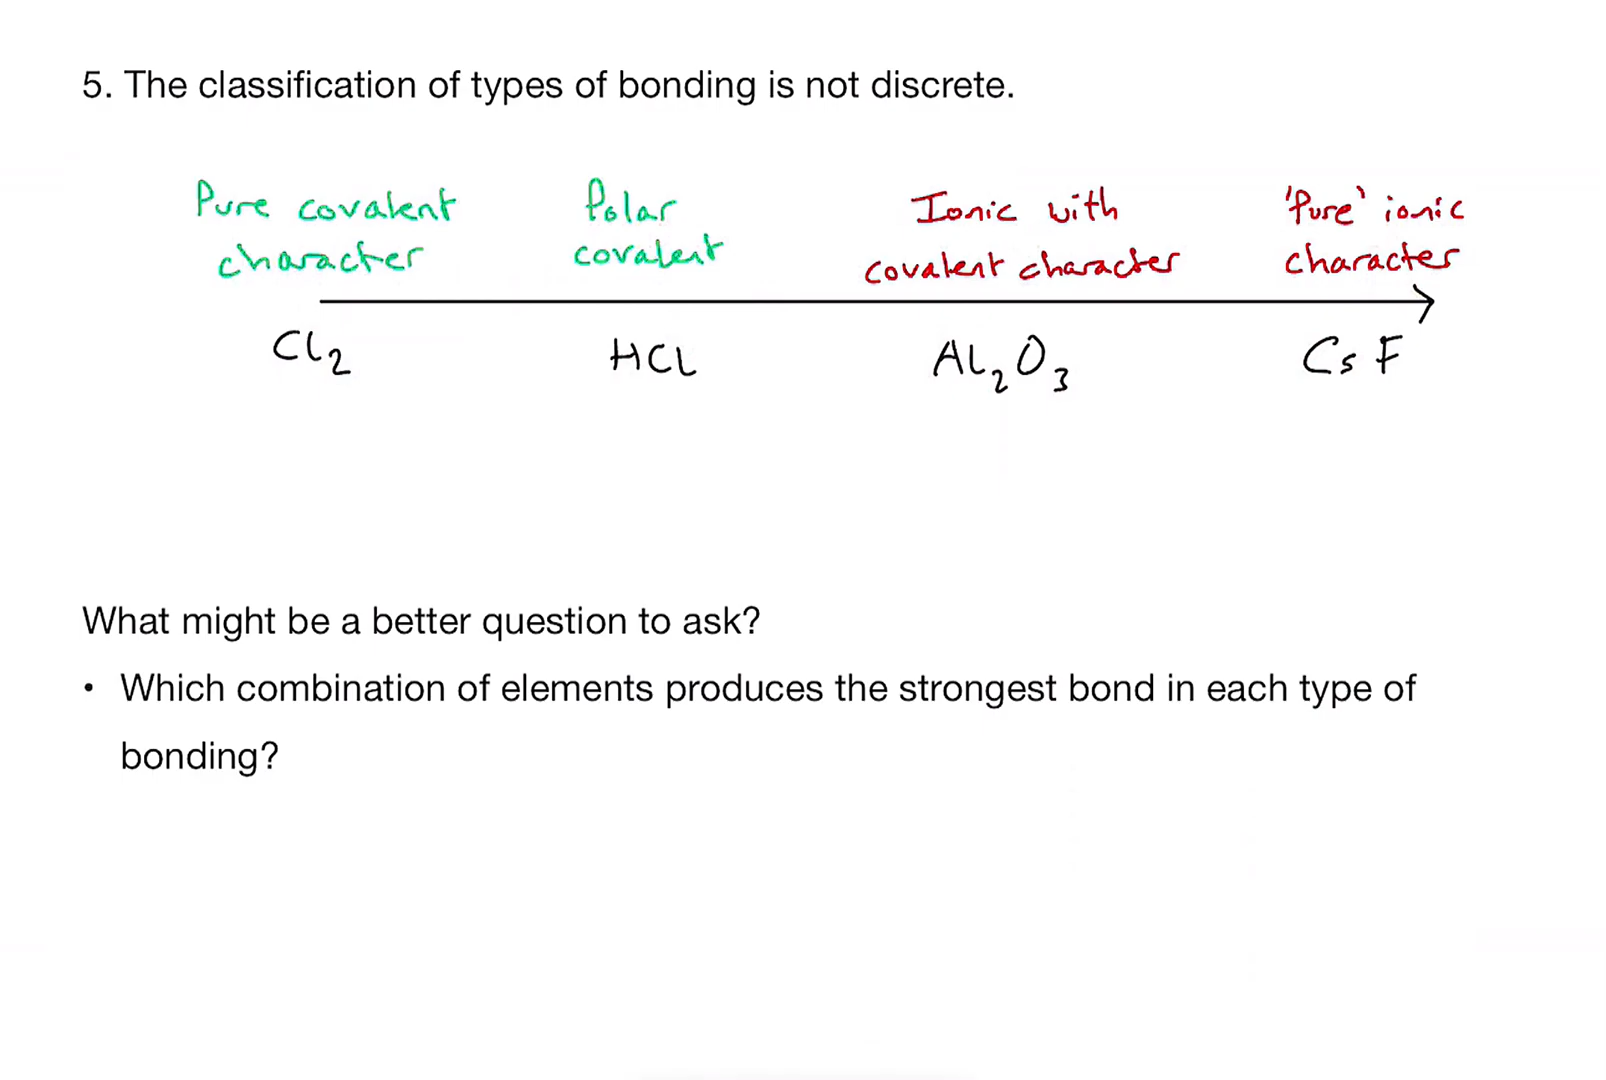 5. The classification of types of bonding is not discrete.
Pure covalent character
Polar covalent
Ionic with covalent character
'Pure' ionic character
Cl₂
HCl
Al₂O₃
CsF
What might be a better question to ask?
• Which combination of elements produces the strongest bond in each type of
bonding?